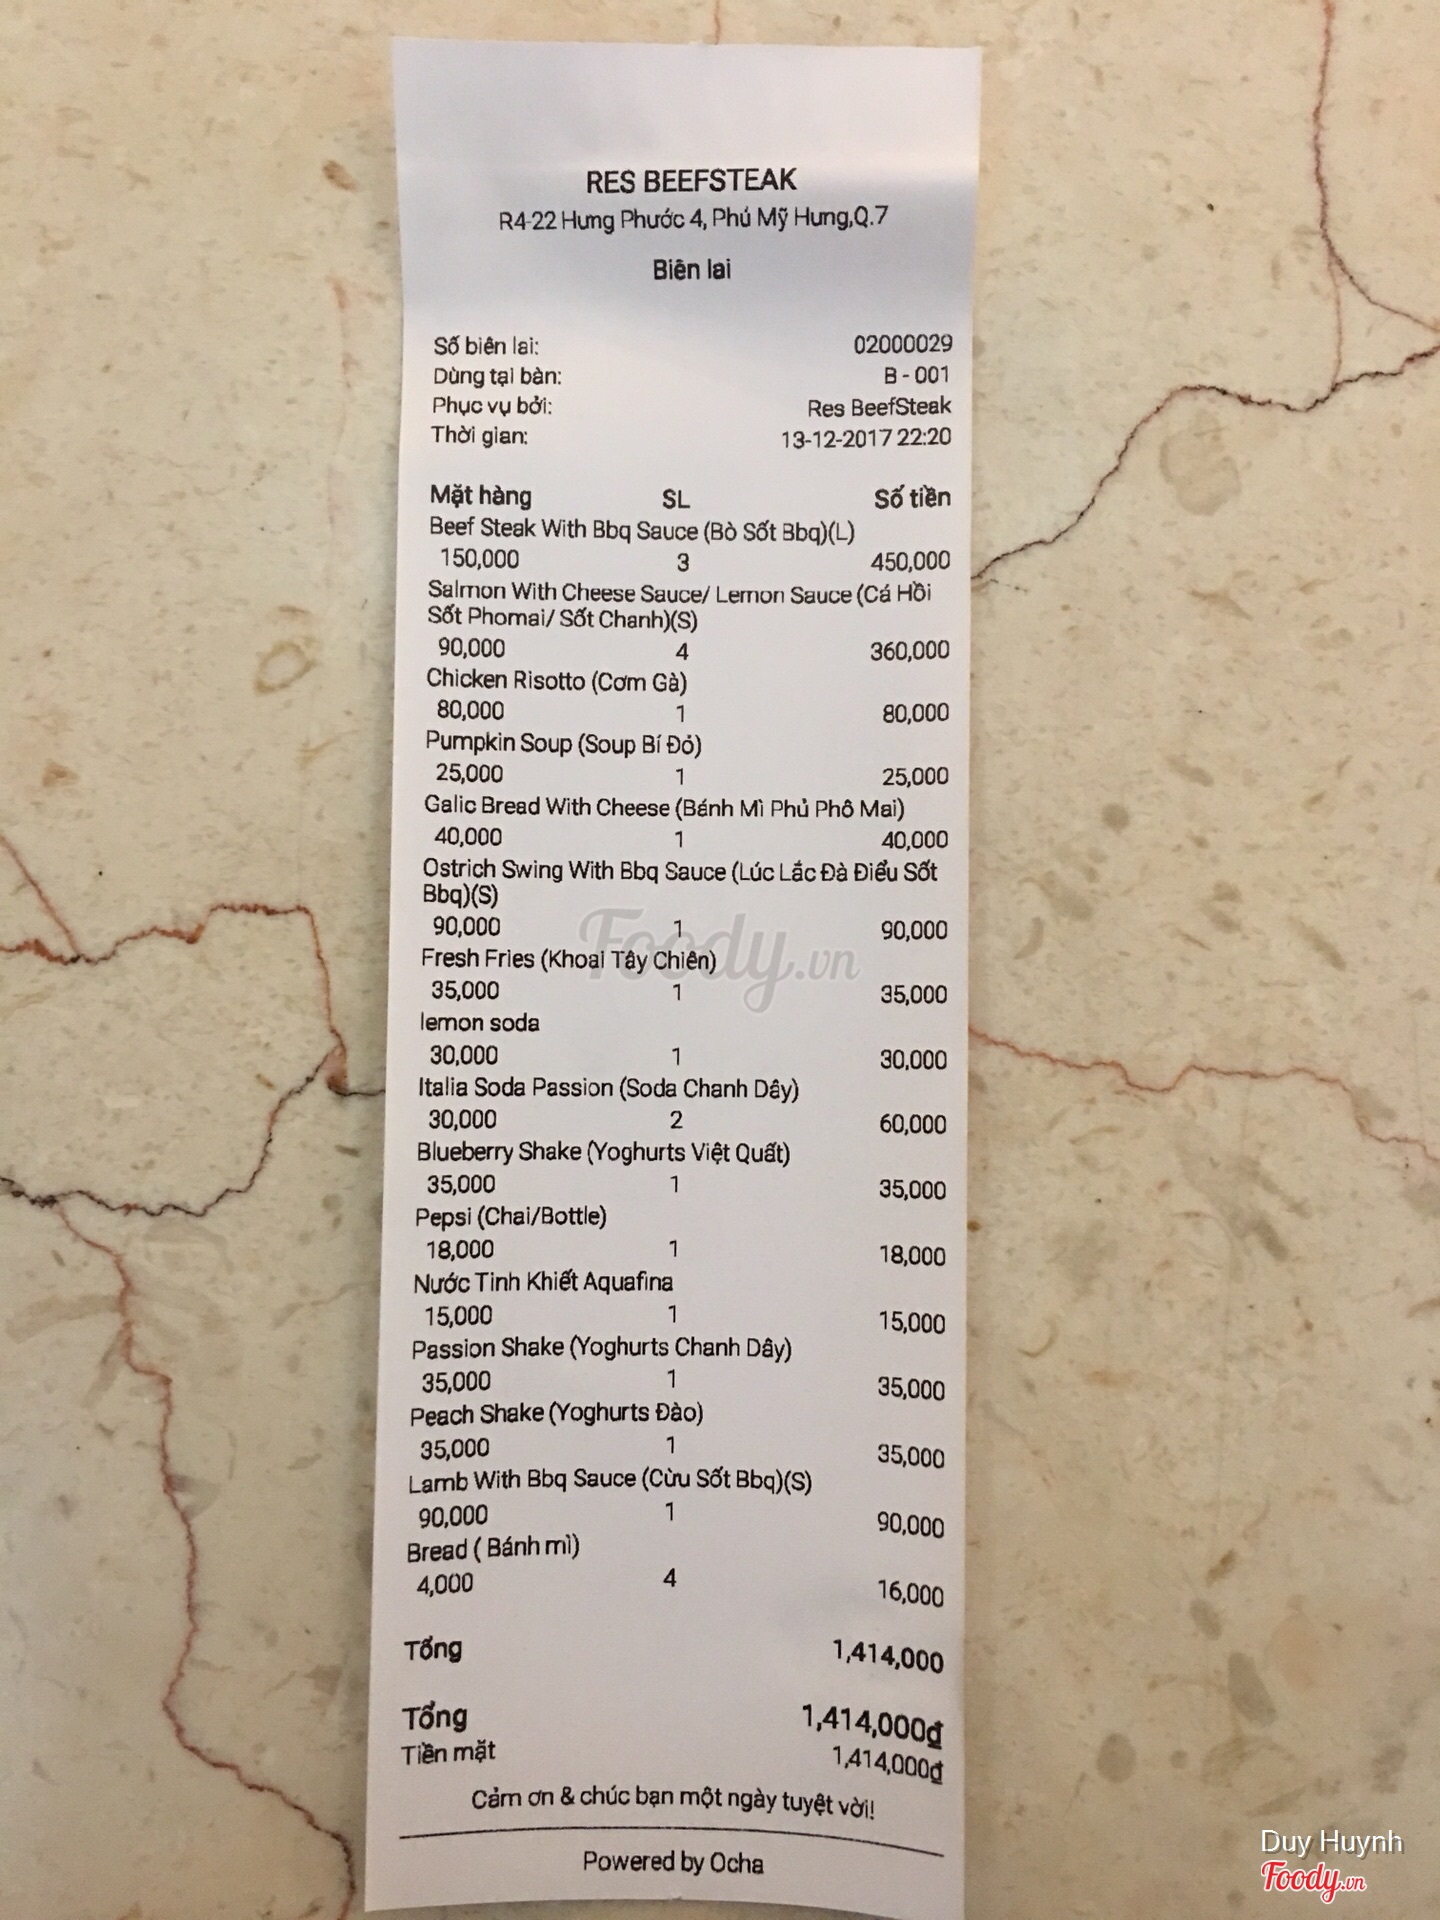 RES BEEFSTEAK
R4-22 Hưng Phước 4, Phú Mỹ Hưng,Q.7
Biên lai
Số biên lai: 02000029
Dùng tại bàn: B - 001
Phục vụ bởi: Res BeefSteak
Thời gian: 13-12-2017 22:20
Mặt hàng SL Số tiền
Beef Steak With Bbq Sauce (Bò Sốt Bbq)(L)
150,000 3 450,000
Salmon With Cheese Sauce/ Lemon Sauce (Cá Hồi
Sốt Phomai/ Sốt Chanh)(S)
90,000 4 360,000
Chicken Risotto (Cơm Gà)
80,000 1 80,000
Pumpkin Soup (Soup Bí Đỏ)
25,000 1 25,000
Galic Bread With Cheese (Bánh Mì Phủ Phô Mai)
40,000 1 40,000
Ostrich Swing With Bbq Sauce (Lúc Lắc Đà Điểu Sốt
Bbq)(S)
90,000 1 90,000
Foody.vn
Fresh Fries (Khoai Tây Chiên)
35,000 1 35,000
lemon soda
30,000 1 30,000
Italia Soda Passion (Soda Chanh Dây)
30,000 2 60,000
Blueberry Shake (Yoghurts Việt Quất)
35,000 1 35,000
Pepsi (Chai/Bottle)
18,000 1 18,000
Nước Tinh Khiết Aquafina
15,000 1 15,000
Passion Shake (Yoghurts Chanh Dây)
35,000 1 35,000
Peach Shake (Yoghurts Đào)
35,000 1 35,000
Lamb With Bbq Sauce (Cừu Sốt Bbq)(S)
90,000 1 90,000
Bread ( Bánh mì)
4,000 4 16,000
Tổng 1,414,000
Tổng 1,414,000₫
Tiền mặt 1,414,000₫
Cảm ơn & chúc bạn một ngày tuyệt vời!
Powered by Ocha
Duy Huynh
Foody.vn